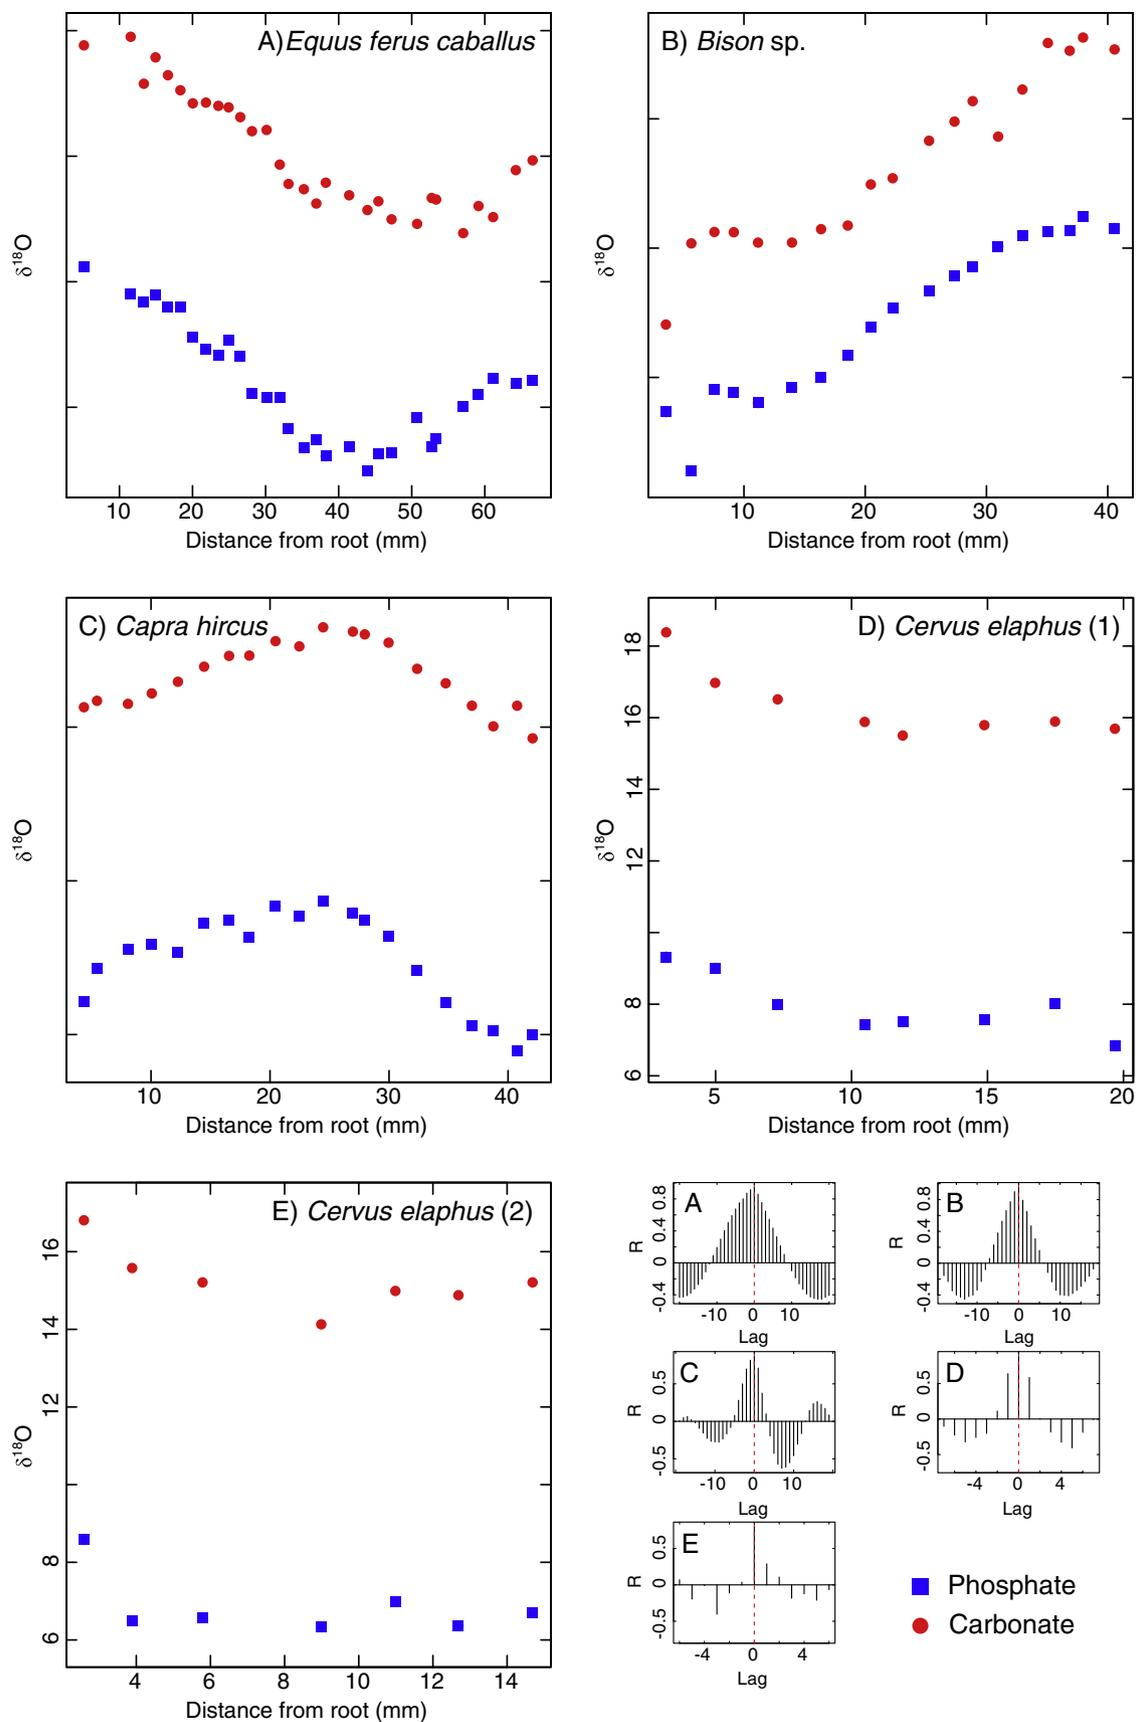 A) Equus ferus caballus
δ18O
10 20 30 40 50 60
Distance from root (mm)
B) Bison sp.
δ18O
10 20 30 40
Distance from root (mm)
C) Capra hircus
δ18O
10 20 30 40
Distance from root (mm)
D) Cervus elaphus (1)
18
16
14
12
8
6
δ18O
5 10 15 20
Distance from root (mm)
E) Cervus elaphus (2)
16
14
12
8
6
δ18O
4 6 8 10 12 14
Distance from root (mm)
A
R
0.8
0.4
0
-0.4
-10 0 10
Lag
B
R
0.8
0.4
0
-0.4
-10 0 10
Lag
C
R
0.5
0
-0.5
-10 0 10
Lag
D
R
0.5
0
-0.5
-4 0 4
Lag
E
R
0.5
0
-0.5
-4 0 4
Lag
Phosphate
Carbonate